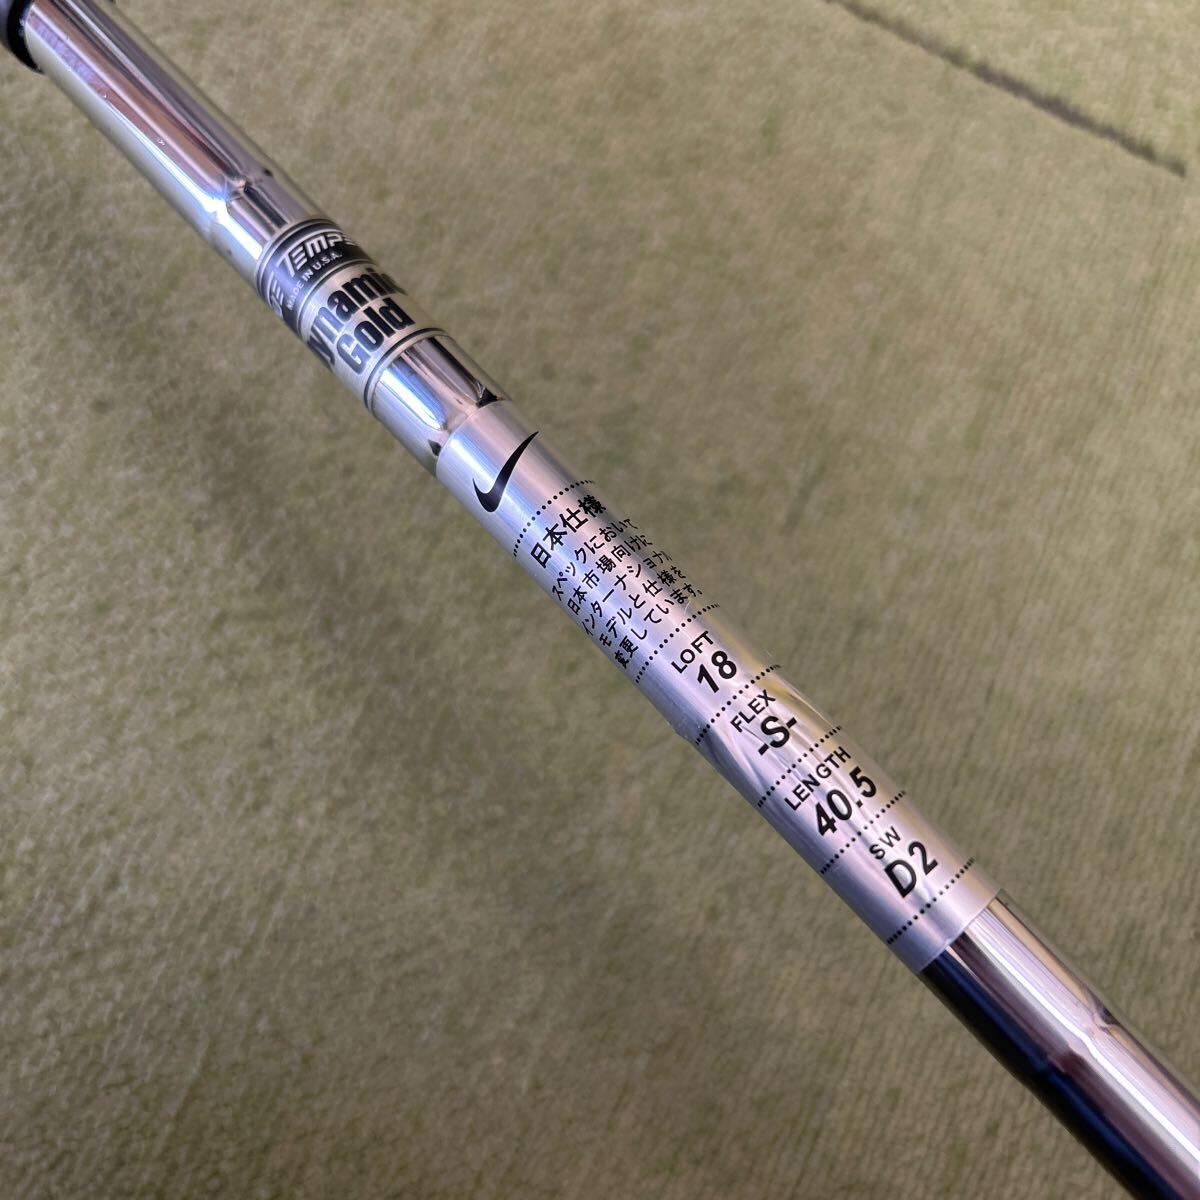 TEMPE
MADE IN U.S.A.
Dynamic
Gold
日本仕様
スペックにおいて
日本市場向けに
インターナショナル
モデルと仕様を
変更しています。
LOFT
18
FLEX
-S-
LENGTH
40.5
SW
D2